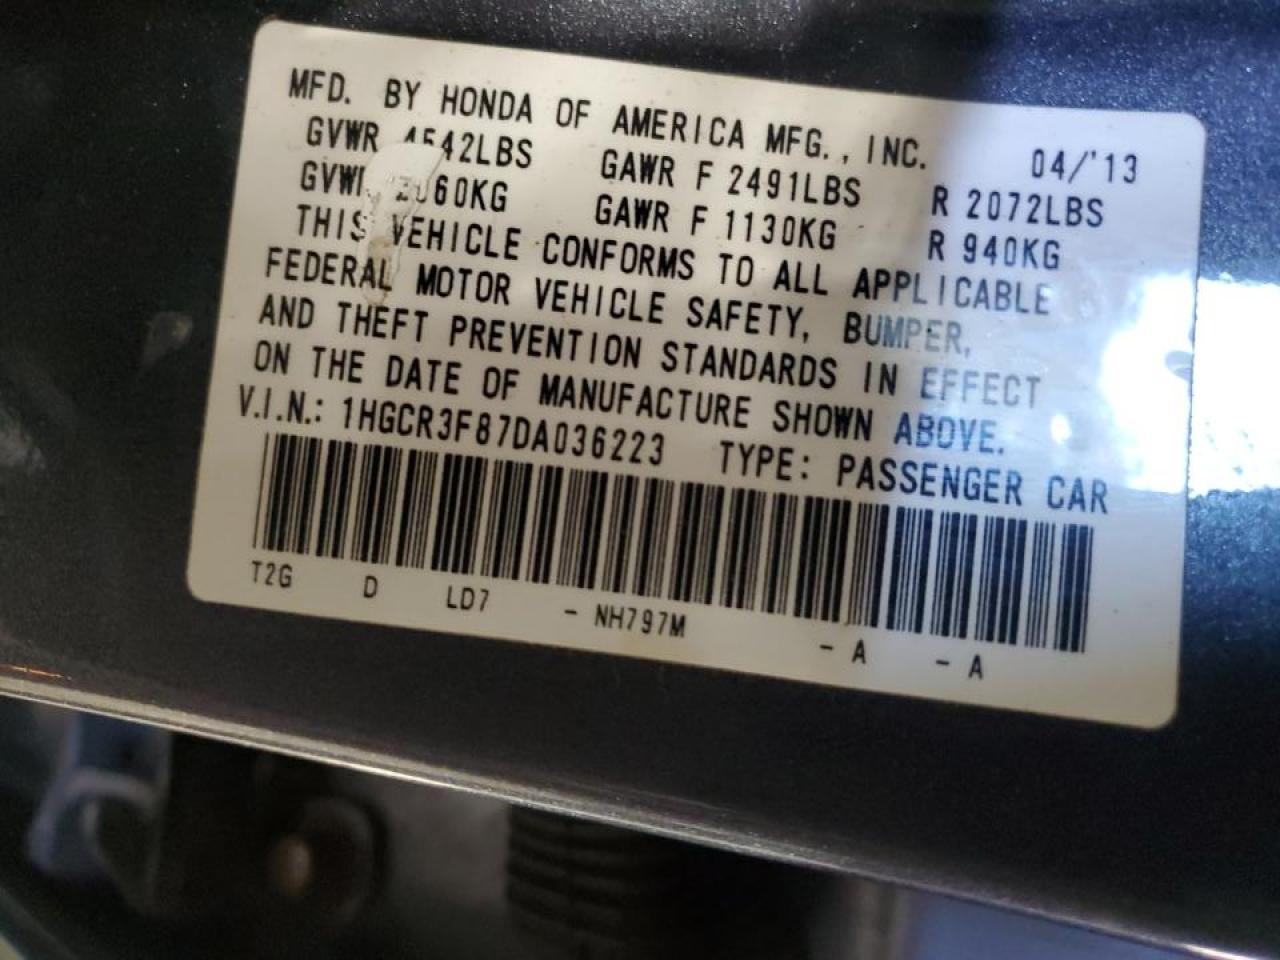 MFD. BY HONDA OF AMERICA MFG., INC. 04/'13
GVWR 4542LBS GAWR F 2491LBS R 2072LBS
GVWR 2060KG GAWR F 1130KG R 940KG
THIS VEHICLE CONFORMS TO ALL APPLICABLE
FEDERAL MOTOR VEHICLE SAFETY, BUMPER,
AND THEFT PREVENTION STANDARDS IN EFFECT
ON THE DATE OF MANUFACTURE SHOWN ABOVE.
V.I.N.: 1HGCR3F87DA036223 TYPE: PASSENGER CAR
T2G D LD7 - NH797M - A - A